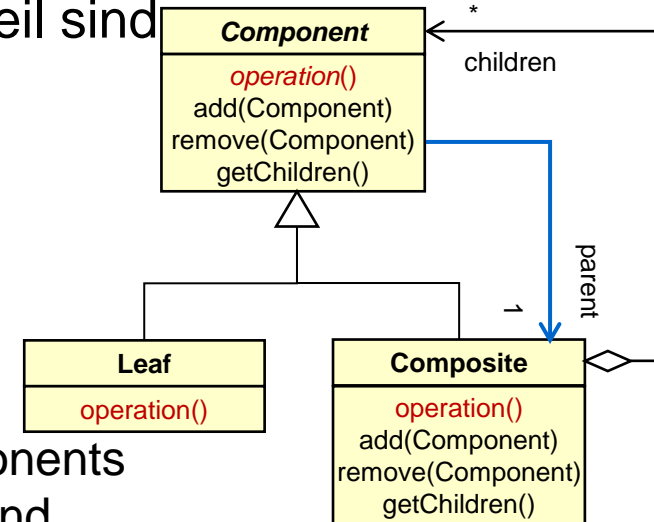 eil sind
Component
operation()
add(Component)
remove(Component)
getChildren()
*
children
parent
1
Leaf
operation()
Composite
operation()
add(Component)
remove(Component)
getChildren()
onents
nd